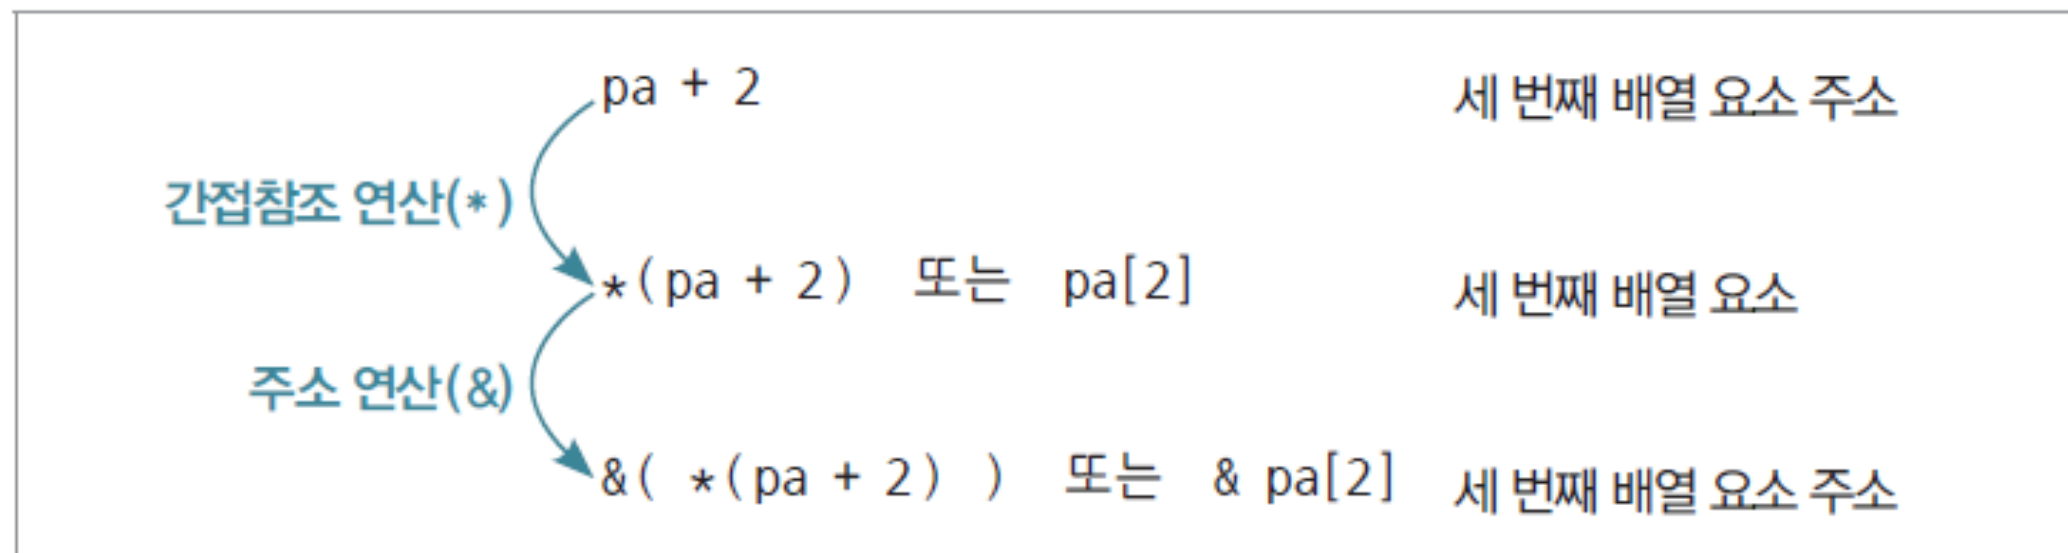 pa + 2 세 번째 배열 요소 주소
간접참조 연산(*)
*(pa + 2) 또는 pa[2] 세 번째 배열 요소
주소 연산(&)
&( *(pa + 2) ) 또는 & pa[2] 세 번째 배열 요소 주소